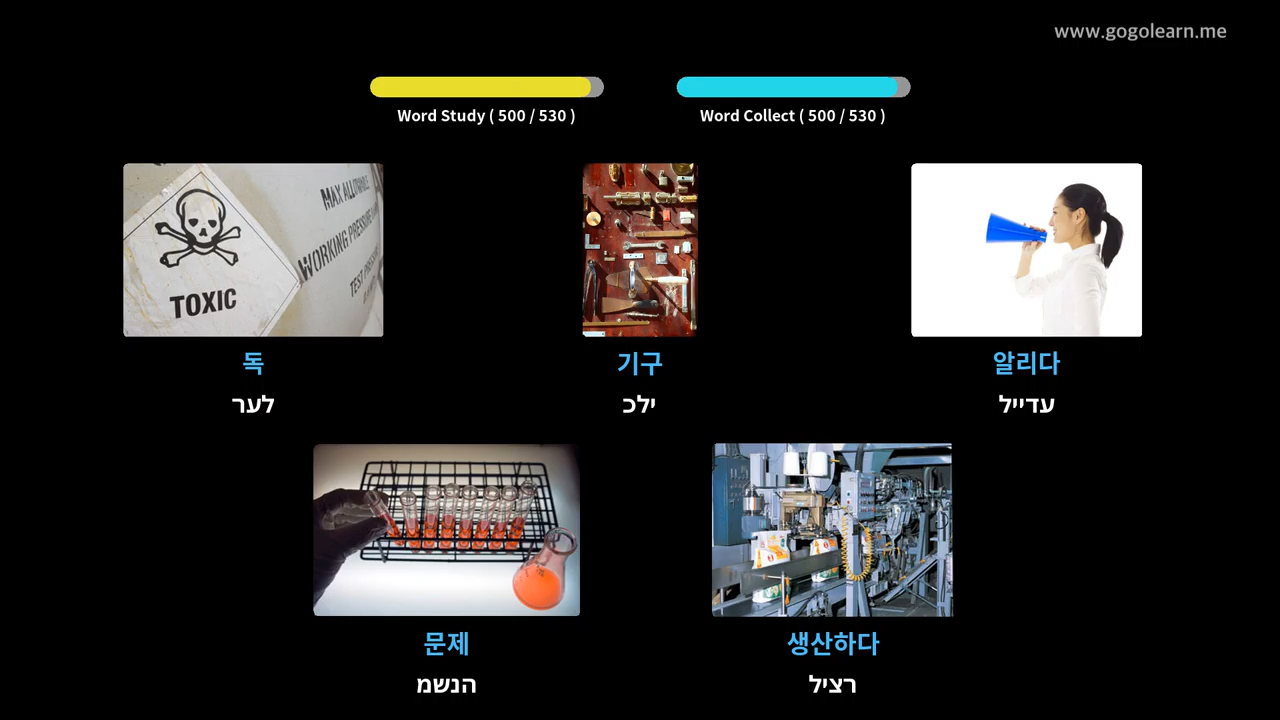 www.gogolearn.me
Word Study ( 500 / 530 )
Word Collect ( 500 / 530 )
MAX ALLOWABLE
WORKING PRESSURE
TEST PRESS
TOXIC
독
기구
알리다
לער
ילכ
עדייל
문제
생산하다
הנשמ
רציל